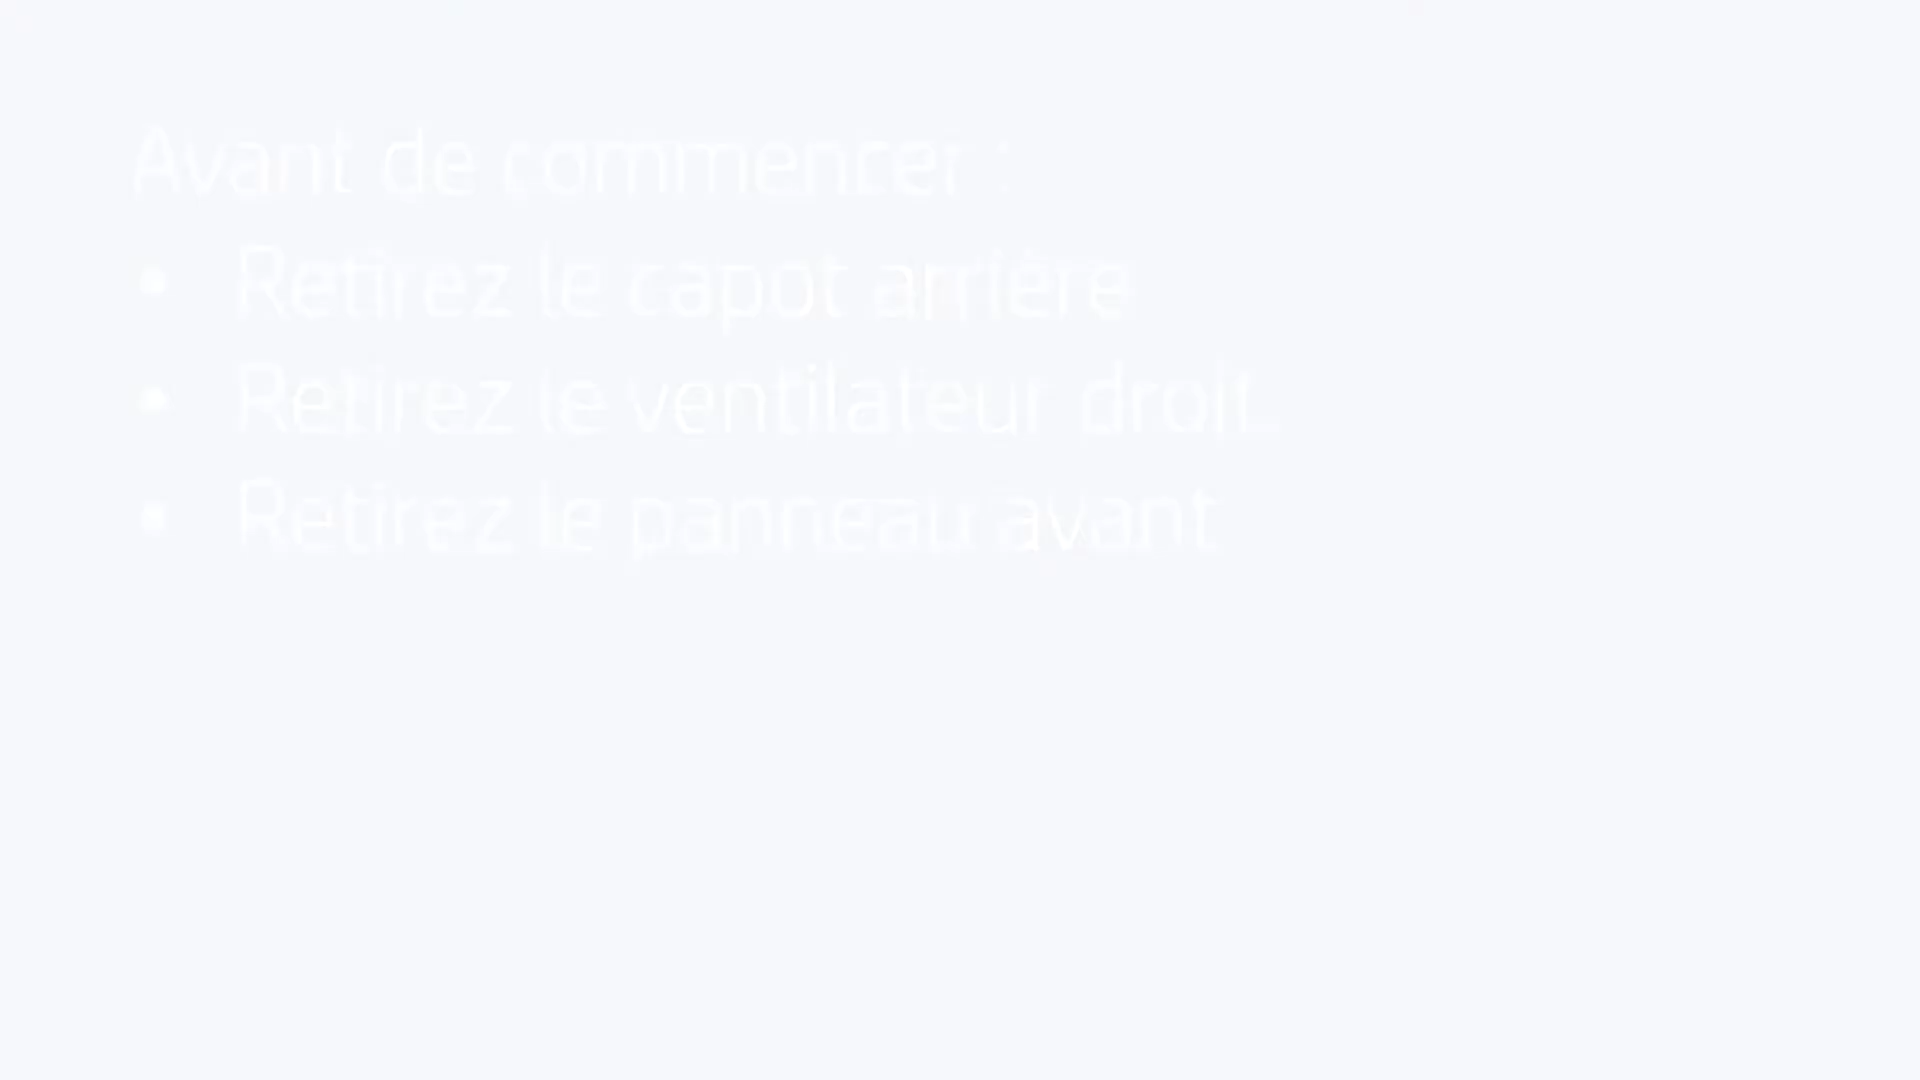 Avant de commencer :
• Retirez le capot arrière
• Retirez le ventilateur droit.
• Retirez le panneau avant